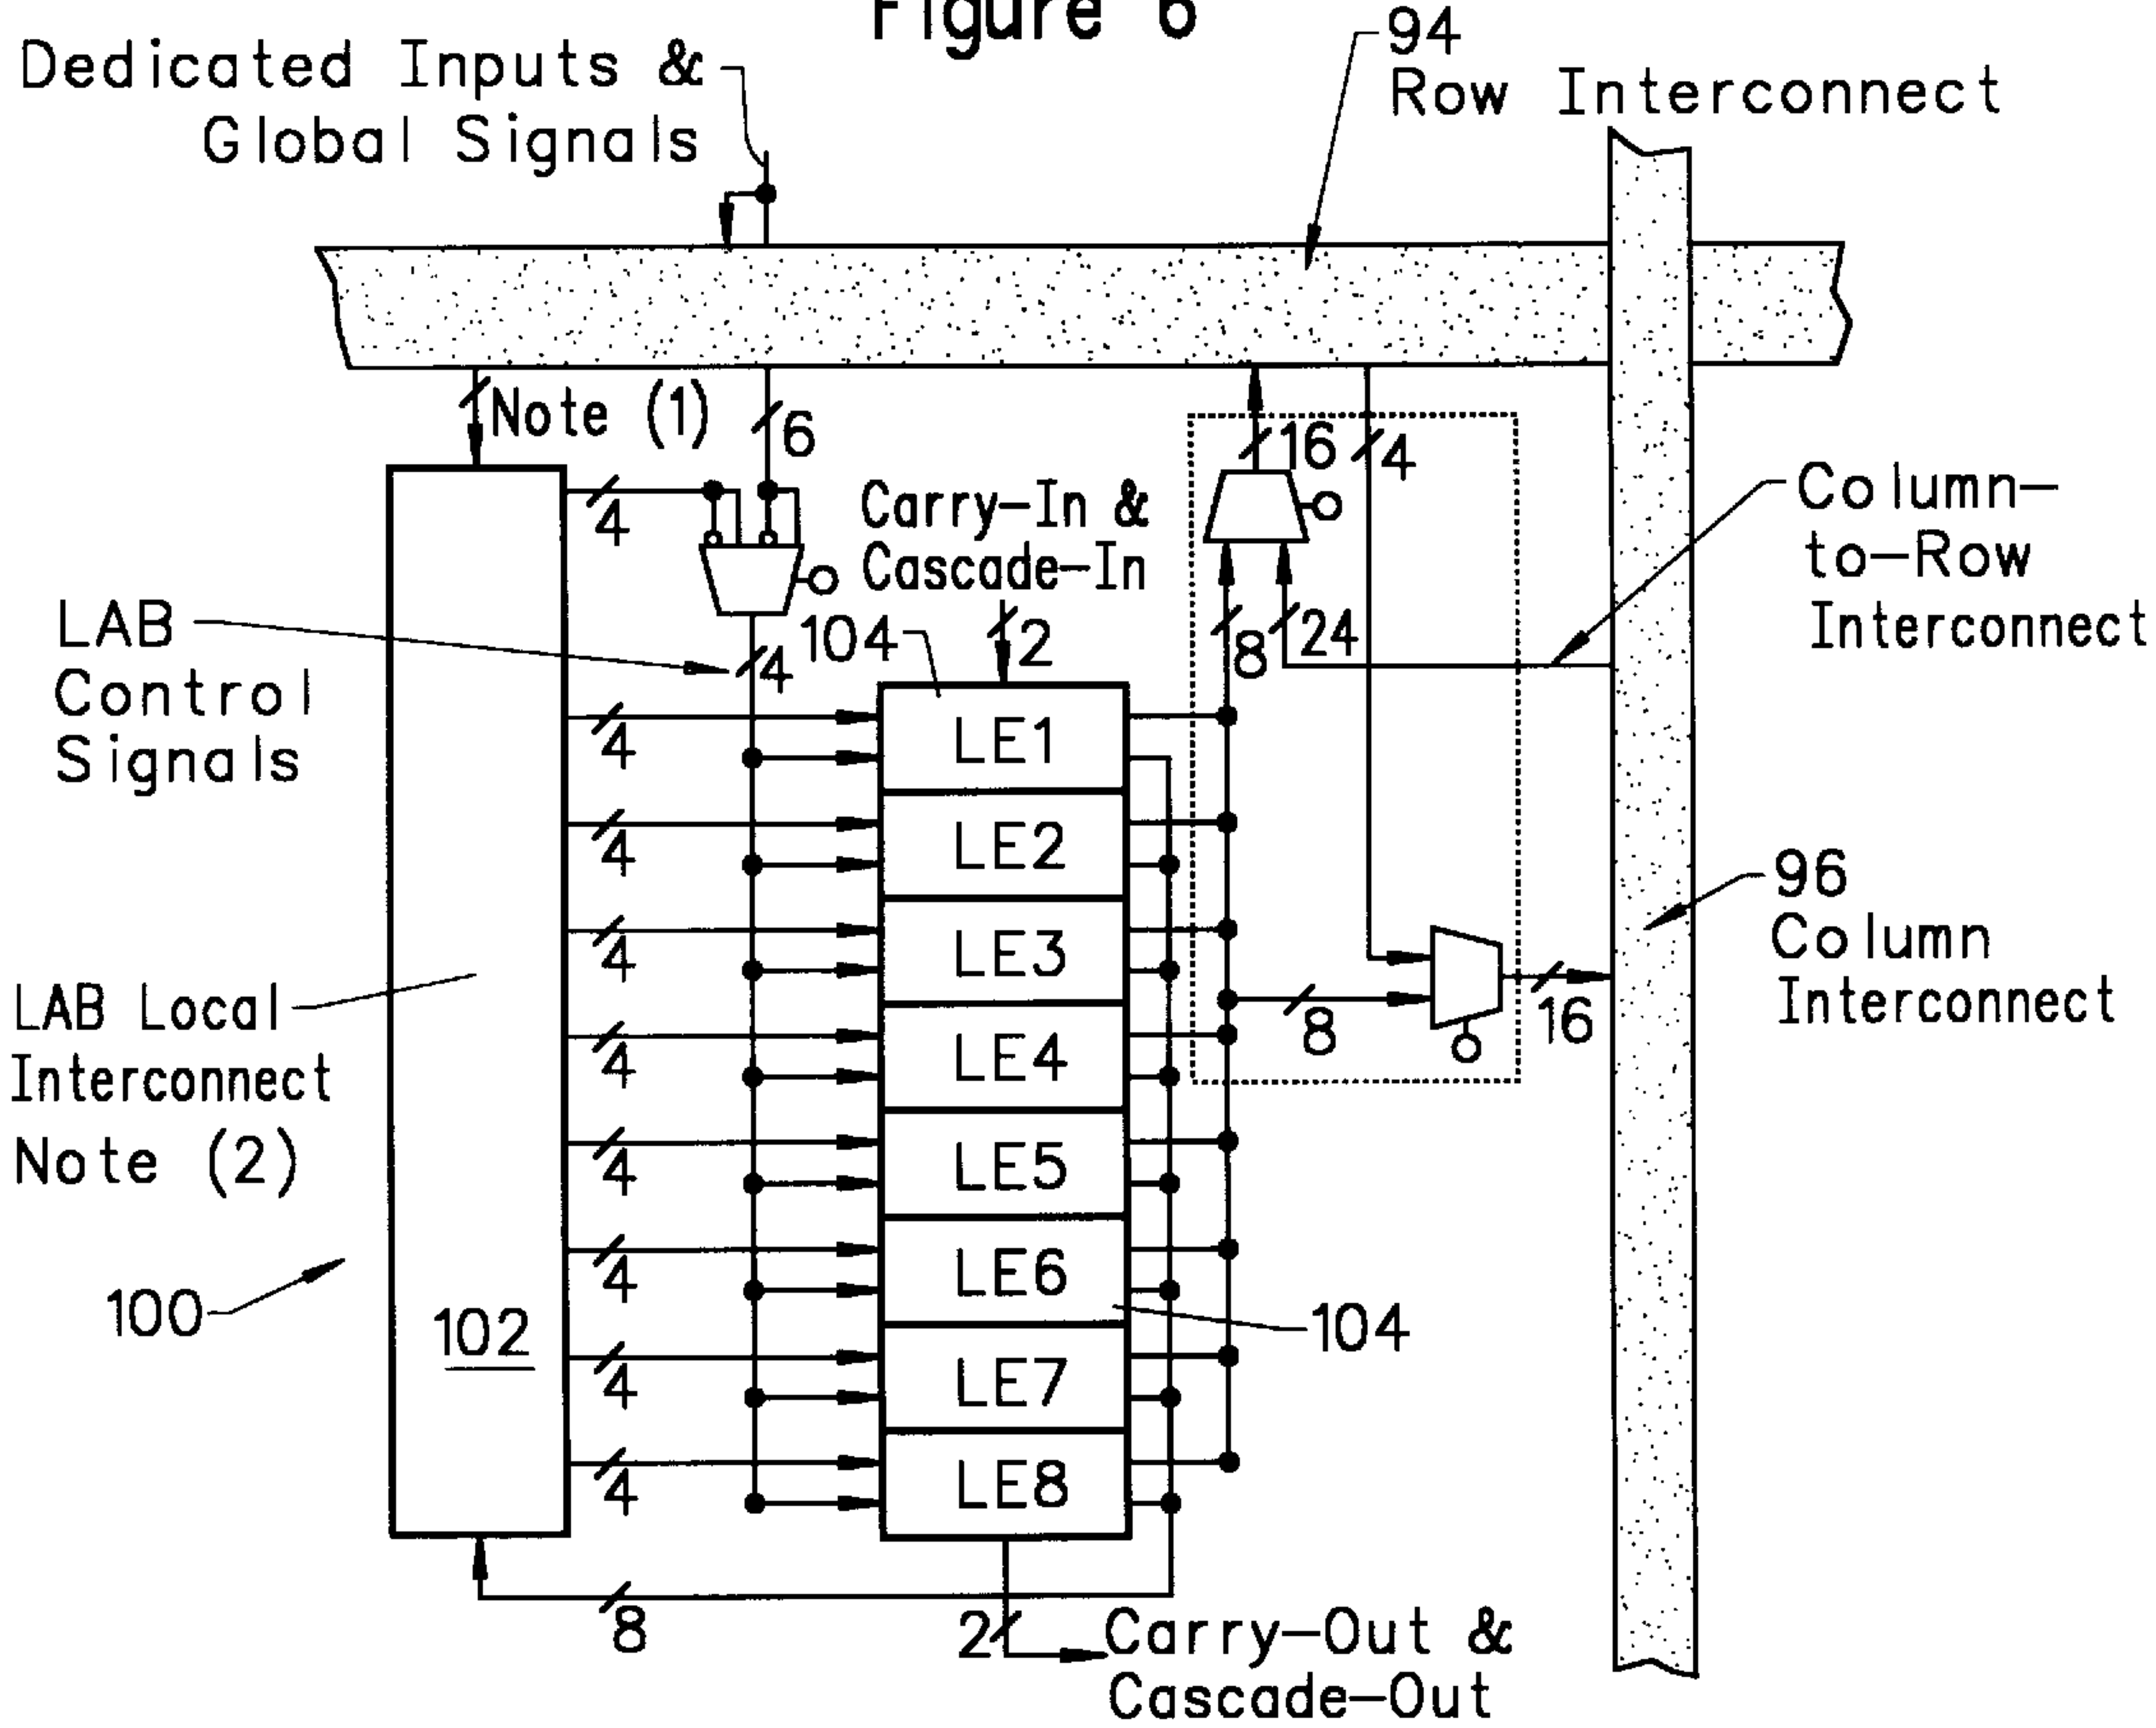 Figure 6
Dedicated Inputs &
Global Signals
94
Row Interconnect
Note (1)
6
16
4
4
Carry-In &
Cascade-In
Column-
to-Row
Interconnect
LAB
Control
Signals
4
104
2
8
24
4
LE1
4
LE2
96
Column
Interconnect
4
LE3
LAB Local
Interconnect
Note (2)
8
16
4
LE4
4
LE5
100
102
4
LE6
104
4
LE7
4
LE8
8
2
Carry-Out &
Cascade-Out